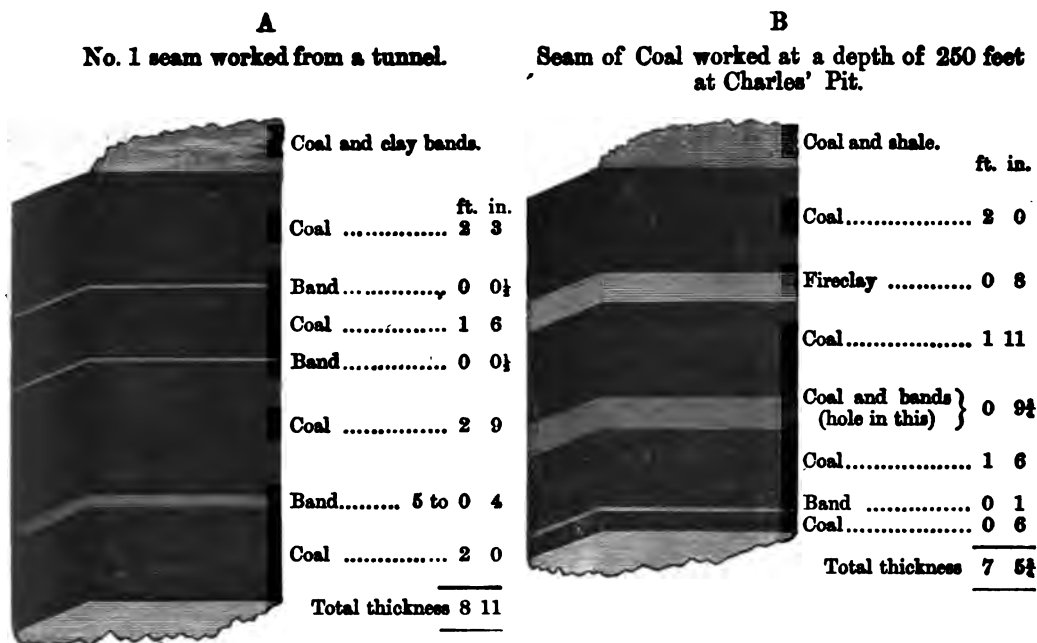 A
No. 1 seam worked from a tunnel.
Coal and clay bands.
ft. in.
Coal ............... 2 3
Band ............... 0 0½
Coal ............... 1 6
Band ............... 0 0½
Coal ............... 2 9
Band......... 5 to 0 4
Coal ............... 2 0
Total thickness 8 11
B
Seam of Coal worked at a depth of 250 feet
at Charles' Pit.
Coal and shale.
ft. in.
Coal.................. 2 0
Fireclay ............ 0 8
Coal.................. 1 11
Coal and bands
(hole in this) } 0 9¾
Coal.................. 1 6
Band ............... 0 1
Coal.................. 0 6
Total thickness 7 5¾